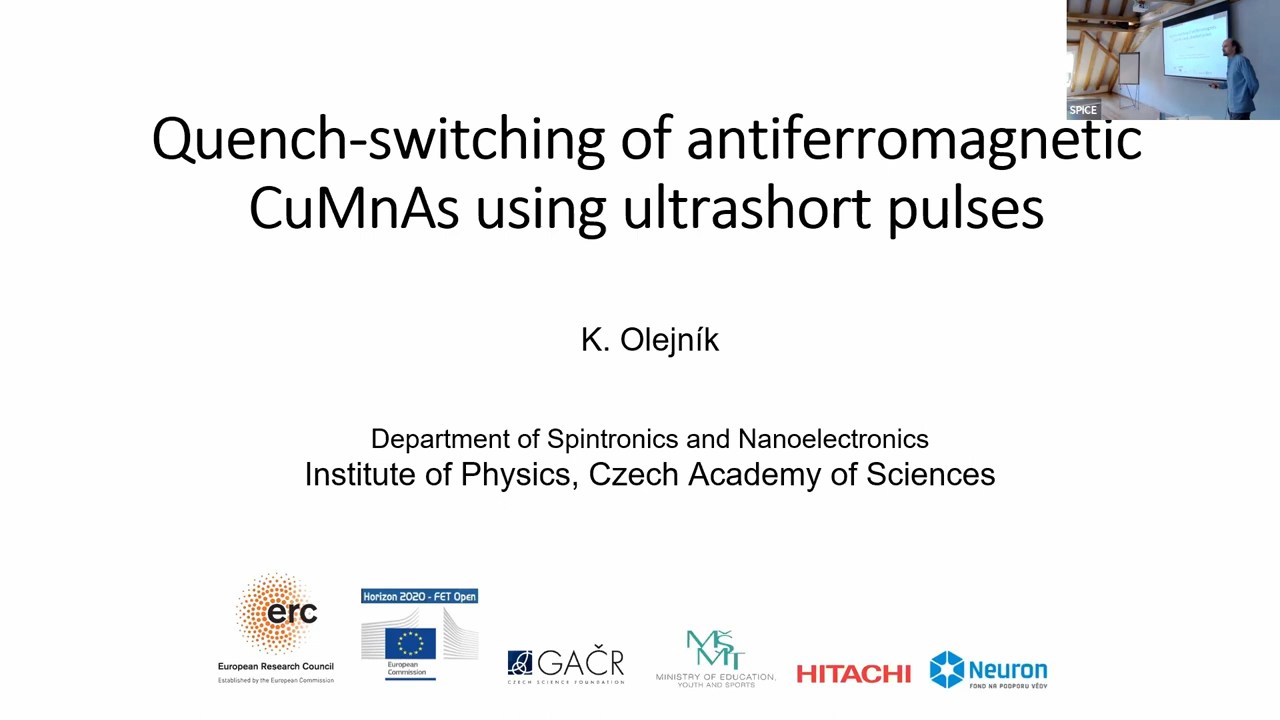 SPICE
Quench-switching of antiferromagnetic
CuMnAs using ultrashort pulses
K. Olejník
Department of Spintronics and Nanoelectronics
Institute of Physics, Czech Academy of Sciences
erc
European Research Council
Established by the European Commission
Horizon 2020 - FET Open
European
Commission
GAČR
CZECH SCIENCE FOUNDATION
MŠMT
MINISTRY OF EDUCATION,
YOUTH AND SPORTS
HITACHI
Neuron
FOND NA PODPORU VĚDY